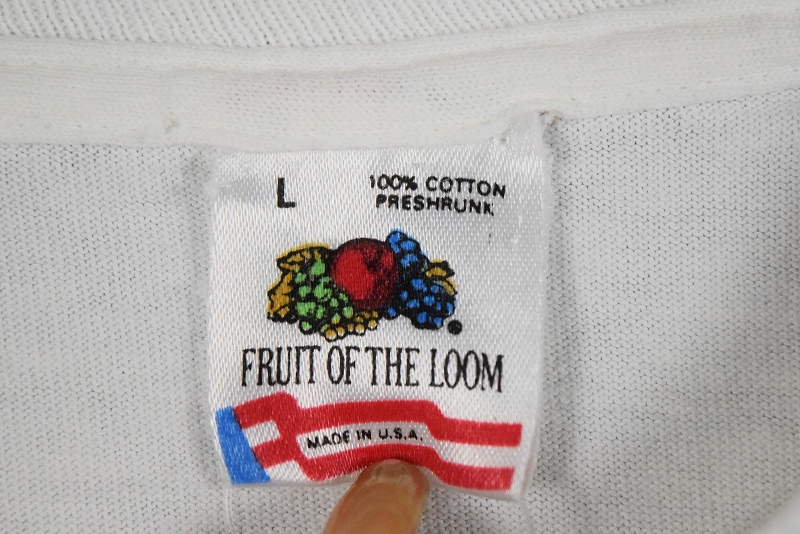 L
100% COTTON
PRESHRUNK
FRUIT OF THE LOOM
MADE IN U.S.A.